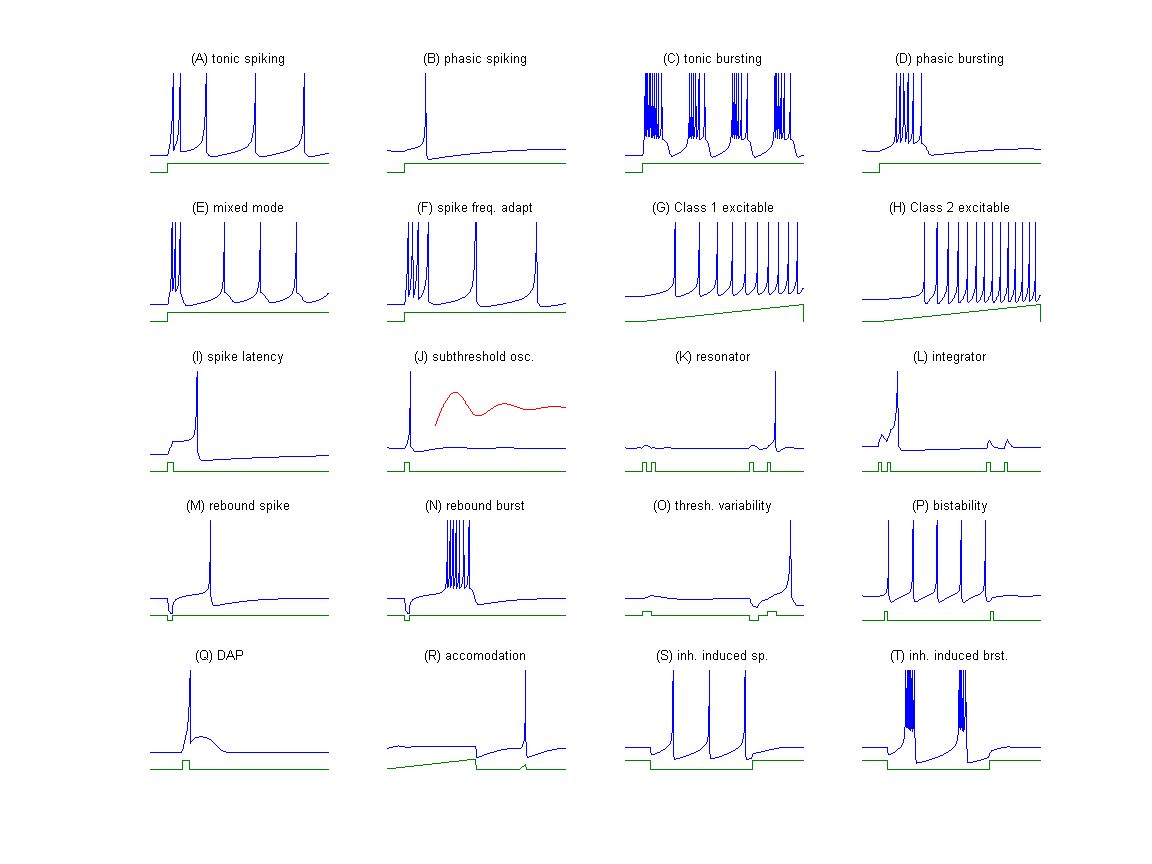 (A) tonic spiking
(B) phasic spiking
(C) tonic bursting
(D) phasic bursting
(E) mixed mode
(F) spike freq. adapt
(G) Class 1 excitable
(H) Class 2 excitable
(I) spike latency
(J) subthreshold osc.
(K) resonator
(L) integrator
(M) rebound spike
(N) rebound burst
(O) thresh. variability
(P) bistability
(Q) DAP
(R) accomodation
(S) inh. induced sp.
(T) inh. induced brst.